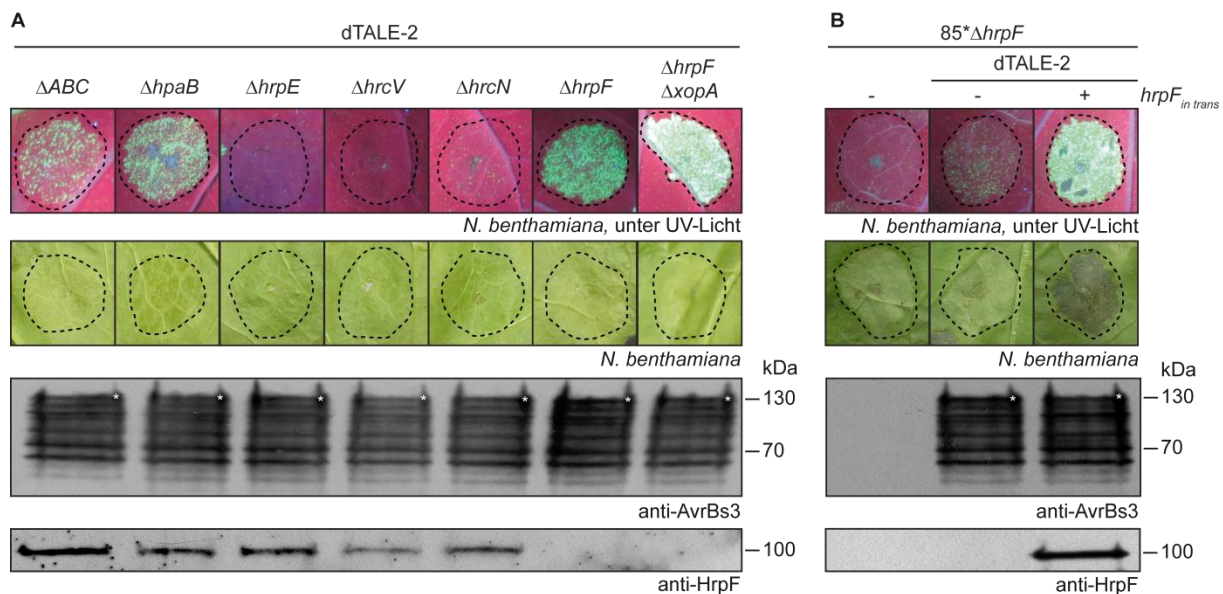 A
dTALE-2
ΔABC ΔhpaB ΔhrpE ΔhrcV ΔhrcN ΔhrpF ΔhrpF ΔxopA
N. benthamiana, unter UV-Licht
N. benthamiana
kDa
* * * * * * *
130
70
anti-AvrBs3
100
anti-HrpF
B
85*ΔhrpF
dTALE-2
- - + hrpF in trans
N. benthamiana, unter UV-Licht
N. benthamiana
kDa
* *
130
70
anti-AvrBs3
100
anti-HrpF